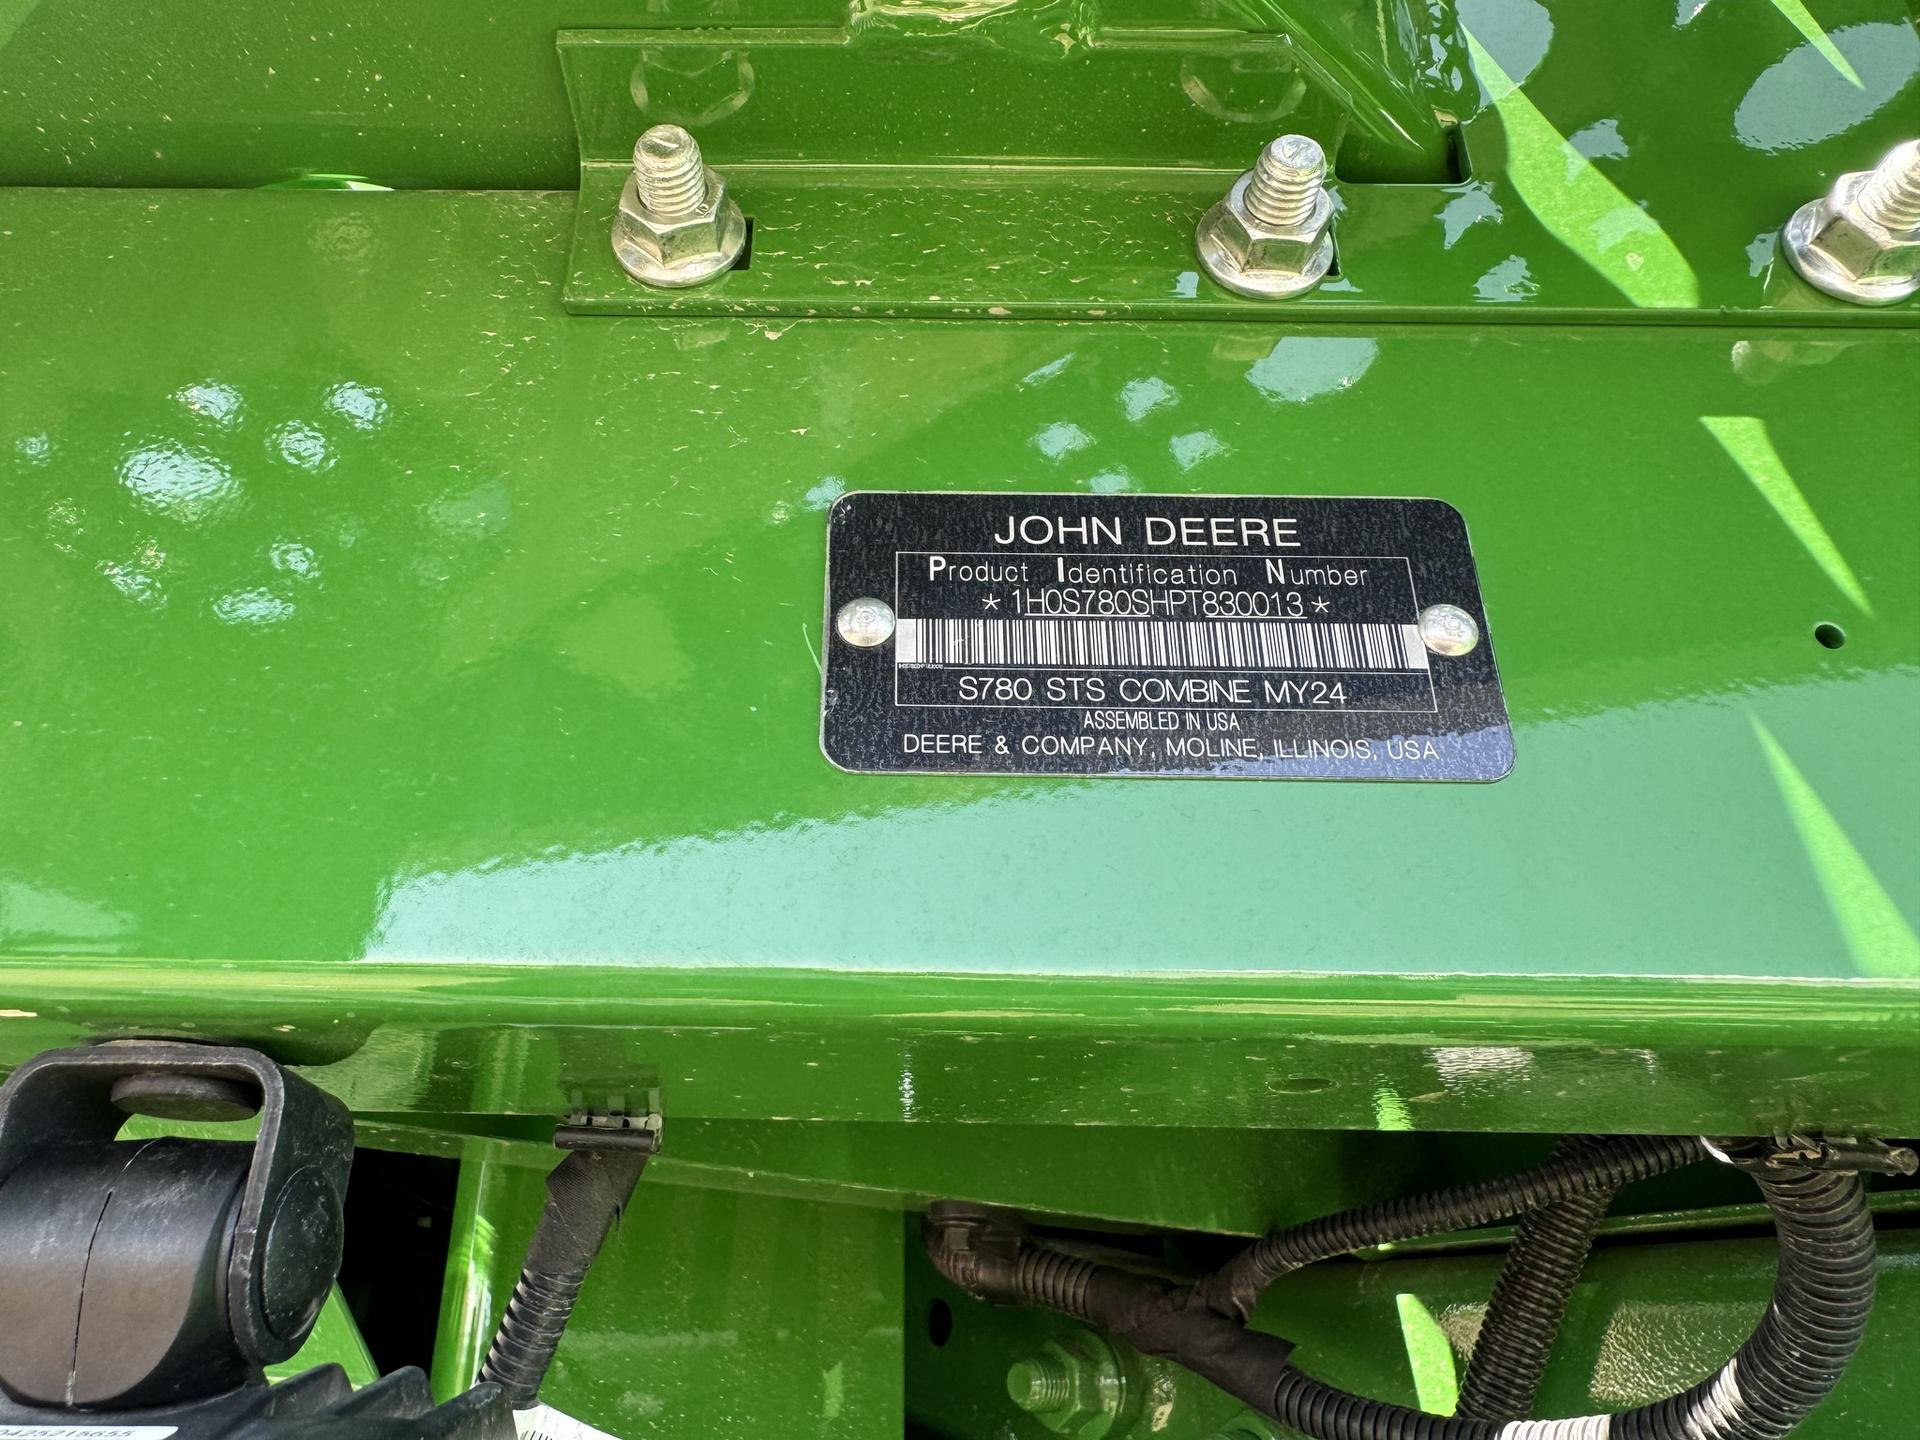 JOHN DEERE
Product Identification Number
*1H0S780SHPT830013*
S780 STS COMBINE MY24
ASSEMBLED IN USA
DEERE & COMPANY, MOLINE, ILLINOIS, USA